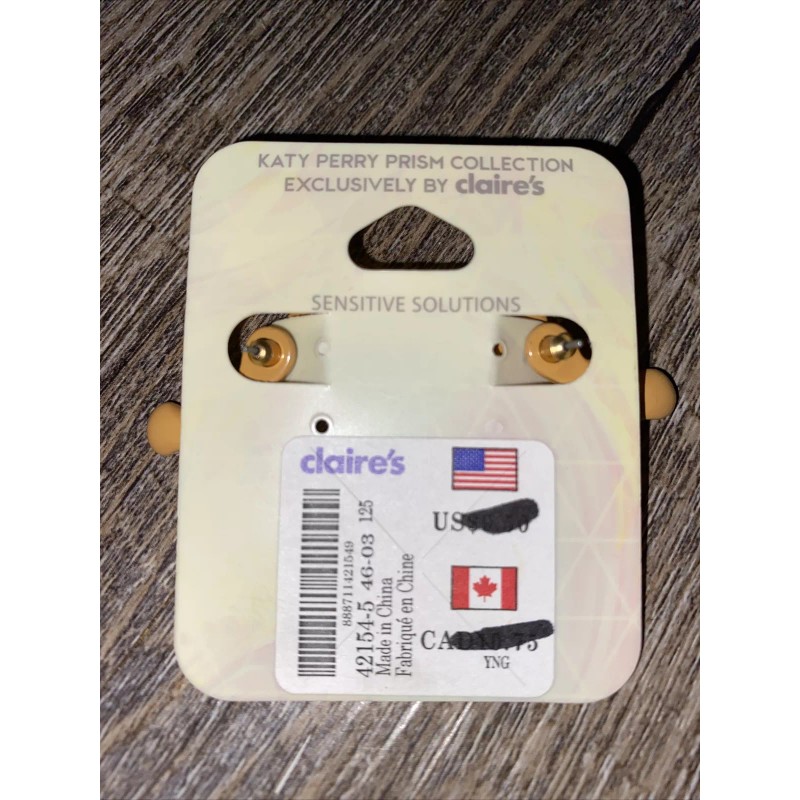 KATY PERRY PRISM COLLECTION
EXCLUSIVELY BY claire's
SENSITIVE SOLUTIONS
claire's
888711421549
42154-5 46-03 125
Made in China
Fabriqué en Chine
US$
YNG